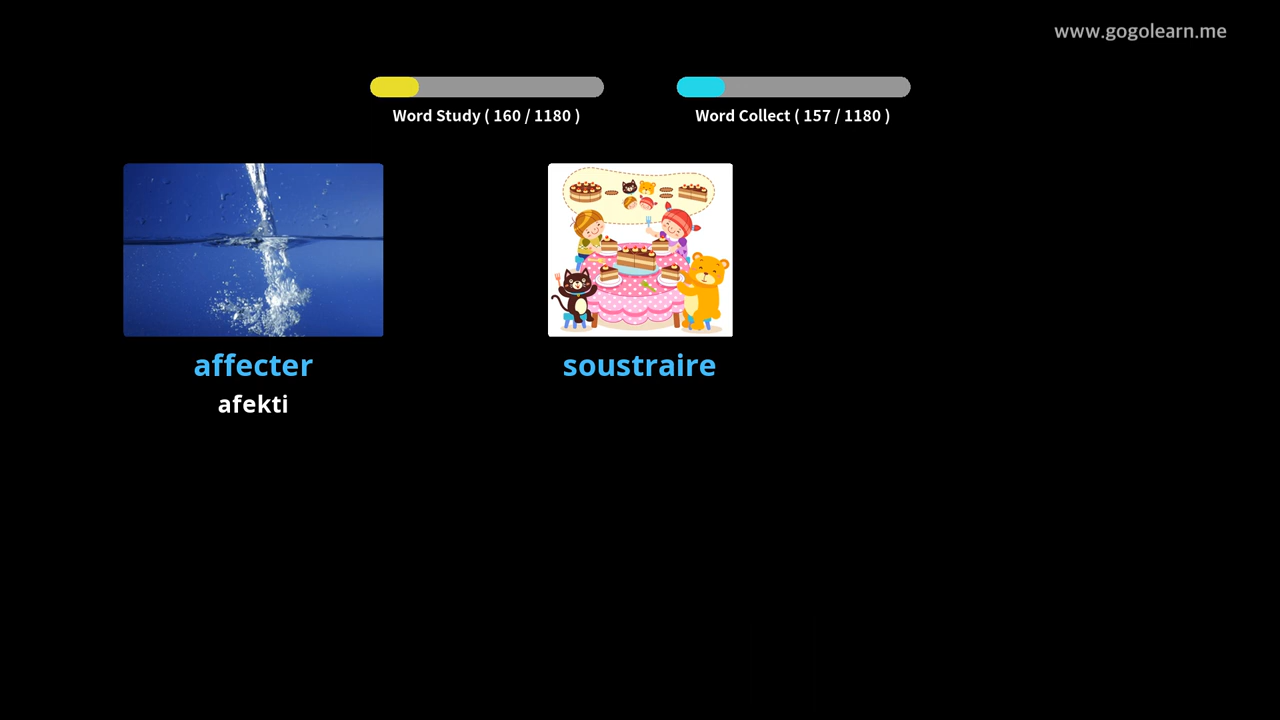 www.gogolearn.me
Word Study ( 160 / 1180 )
Word Collect ( 157 / 1180 )
affecter
soustraire
afekti